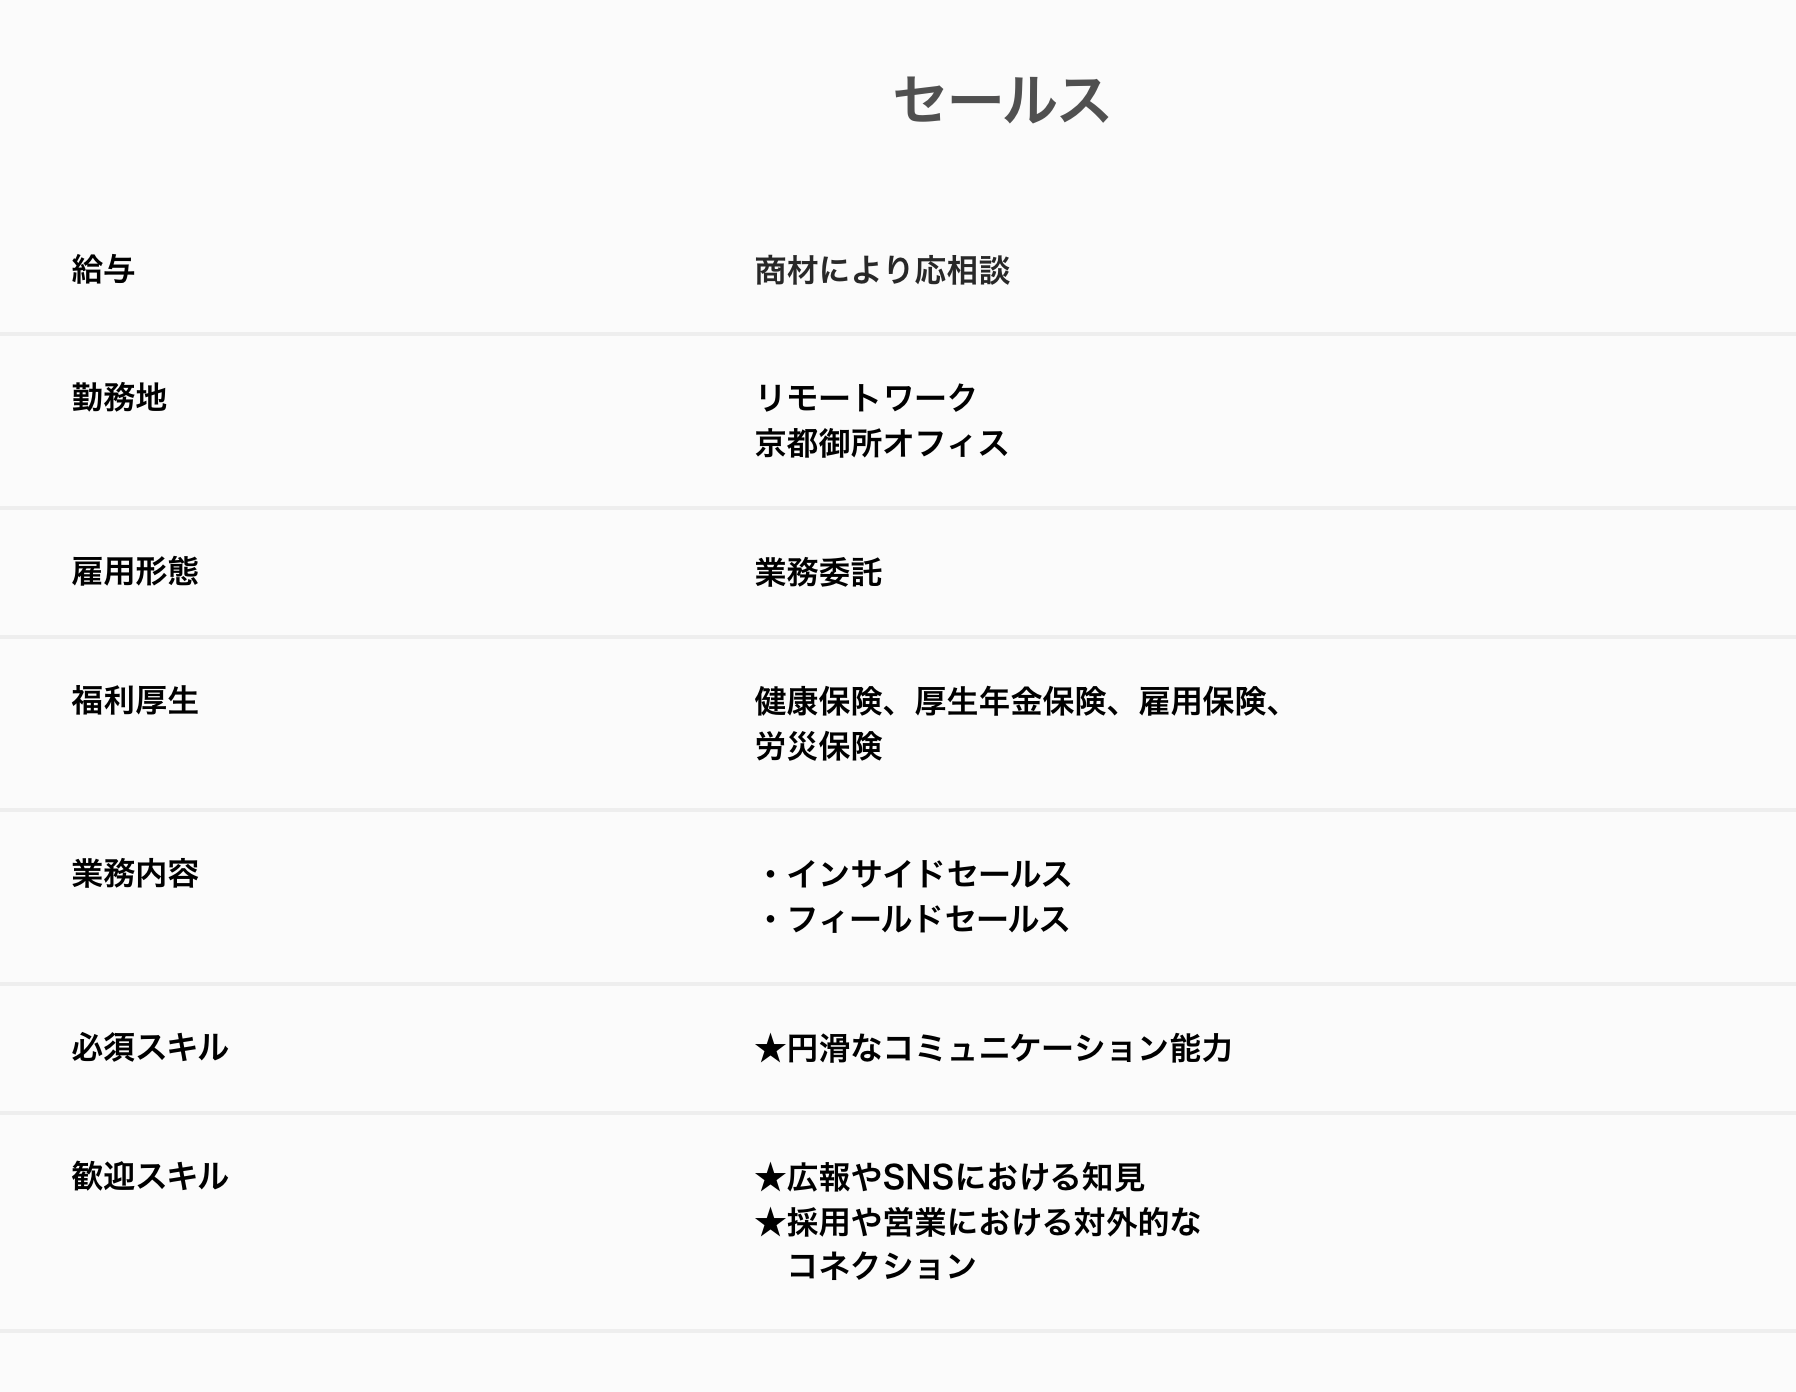 セールス
給与
商材により応相談
勤務地
リモートワーク
京都御所オフィス
雇用形態
業務委託
福利厚生
健康保険、厚生年金保険、雇用保険、
労災保険
業務内容
・インサイドセールス
・フィールドセールス
必須スキル
★円滑なコミュニケーション能力
歓迎スキル
★広報やSNSにおける知見
★採用や営業における対外的な
コネクション